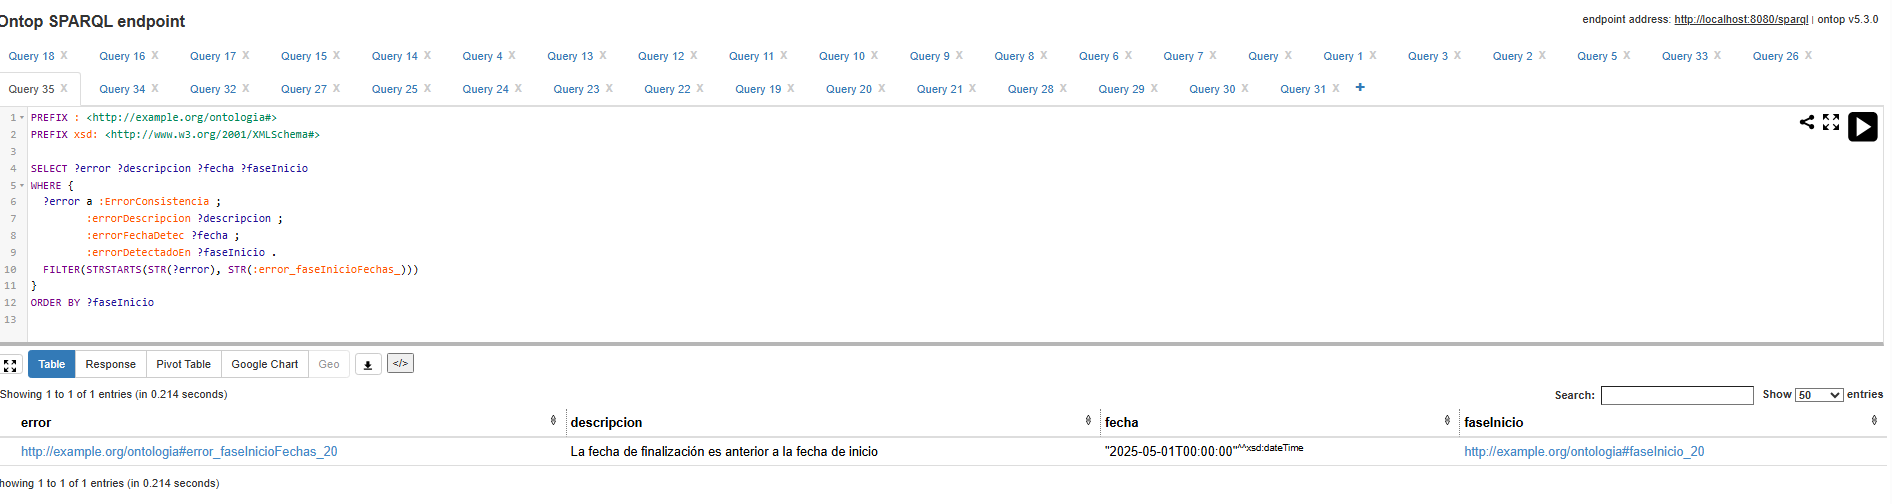 Ontop SPARQL endpoint
endpoint address: http://localhost:8080/sparql | ontop v5.3.0
Query 18 X Query 16 X Query 17 X Query 15 X Query 14 X Query 4 X Query 13 X Query 12 X Query 11 X Query 10 X Query 9 X Query 8 X Query 6 X Query 7 X Query X Query 1 X Query 3 X Query 2 X Query 5 X Query 33 X Query 26 X
Query 35 X Query 34 X Query 32 X Query 27 X Query 25 X Query 24 X Query 23 X Query 22 X Query 19 X Query 20 X Query 21 X Query 28 X Query 29 X Query 30 X Query 31 X +
1 PREFIX : <http://example.org/ontologia#>
2 PREFIX xsd: <http://www.w3.org/2001/XMLSchema#>
3
4 SELECT ?error ?descripcion ?fecha ?faseInicio
5 WHERE {
6 ?error a :ErrorConsistencia ;
7 :errorDescripcion ?descripcion ;
8 :errorFechaDetec ?fecha ;
9 :errorDetectadoEn ?faseInicio .
10 FILTER(STRSTARTS(STR(?error), STR(:error_faseInicioFechas_)))
11 }
12 ORDER BY ?faseInicio
13
Table Response Pivot Table Google Chart Geo </>
Showing 1 to 1 of 1 entries (in 0.214 seconds)
Search: Show 50 entries
error descripcion fecha faseInicio
http://example.org/ontologia#error_faseInicioFechas_20 La fecha de finalización es anterior a la fecha de inicio "2025-05-01T00:00:00"^^xsd:dateTime http://example.org/ontologia#faseInicio_20
howing 1 to 1 of 1 entries (in 0.214 seconds)